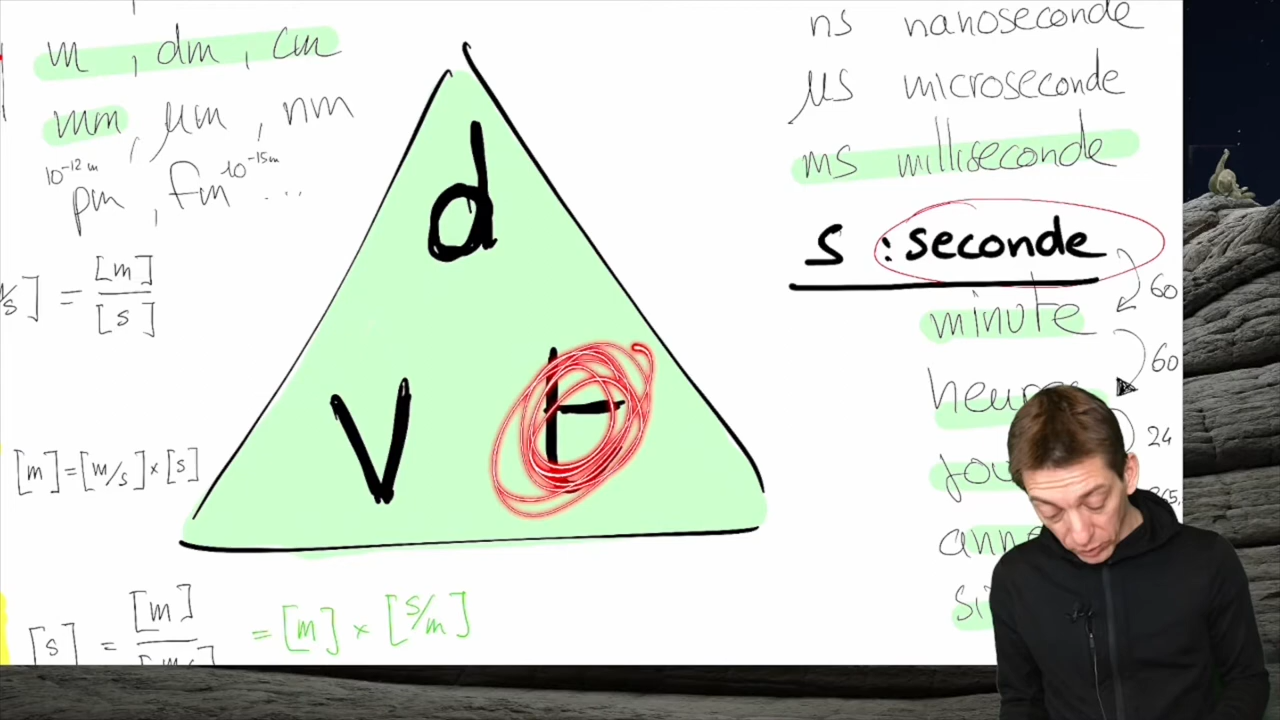 m , dm , cm
mm , μm , nm
10⁻¹² m 10⁻¹⁵ m
pm , fm ...
/s] = [m] / [s]
[m] = [m/s] × [s]
[s] = [m]
= [m] × [s/m]
d
V t
ns nanoseconde
μs microseconde
ms milliseconde
s : seconde
60
minute
60
24